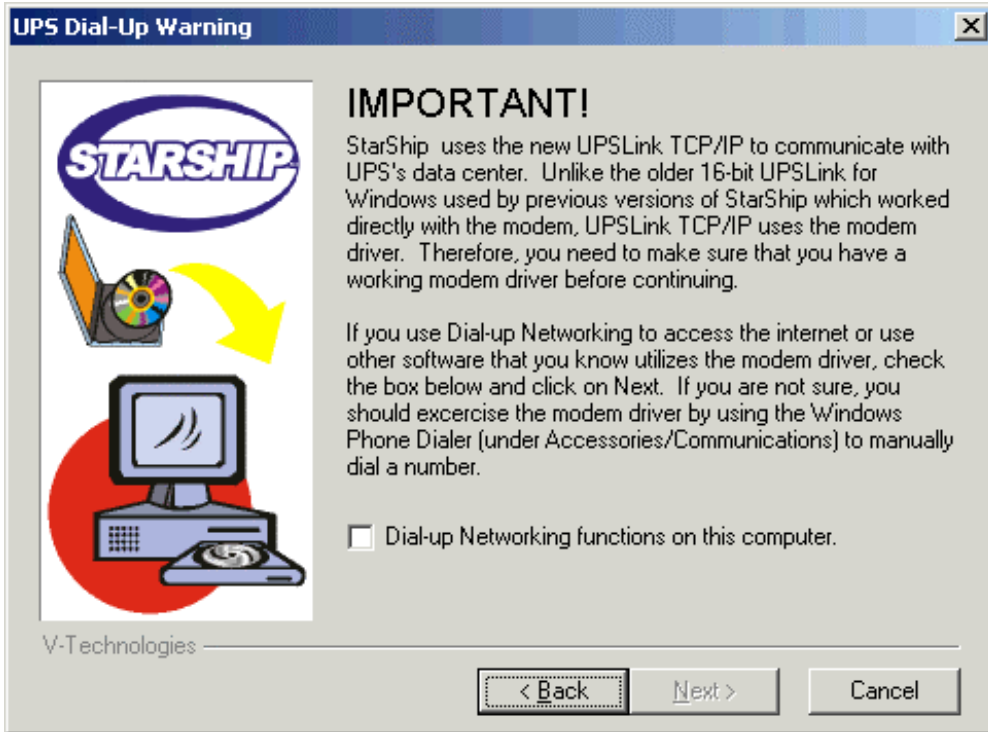 UPS Dial-Up Warning
STARSHIP
IMPORTANT!
StarShip uses the new UPSLink TCP/IP to communicate with
UPS's data center. Unlike the older 16-bit UPSLink for
Windows used by previous versions of StarShip which worked
directly with the modem, UPSLink TCP/IP uses the modem
driver. Therefore, you need to make sure that you have a
working modem driver before continuing.
If you use Dial-up Networking to access the internet or use
other software that you know utilizes the modem driver, check
the box below and click on Next. If you are not sure, you
should excercise the modem driver by using the Windows
Phone Dialer (under Accessories/Communications) to manually
dial a number.
Dial-up Networking functions on this computer.
V-Technologies
< Back
Next >
Cancel